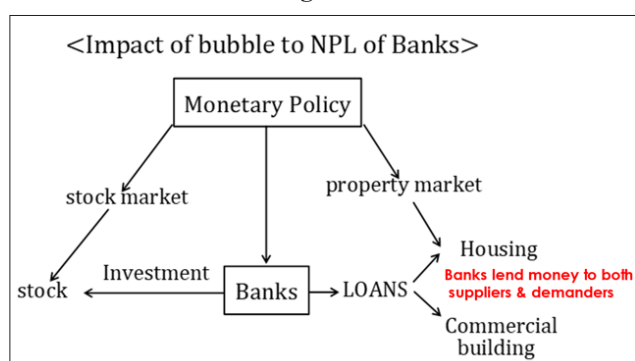 <Impact of bubble to NPL of Banks>
Monetary Policy
stock market
property market
Housing
Banks lend money to both
suppliers & demanders
stock
Investment
Banks
LOANS
Commercial
building